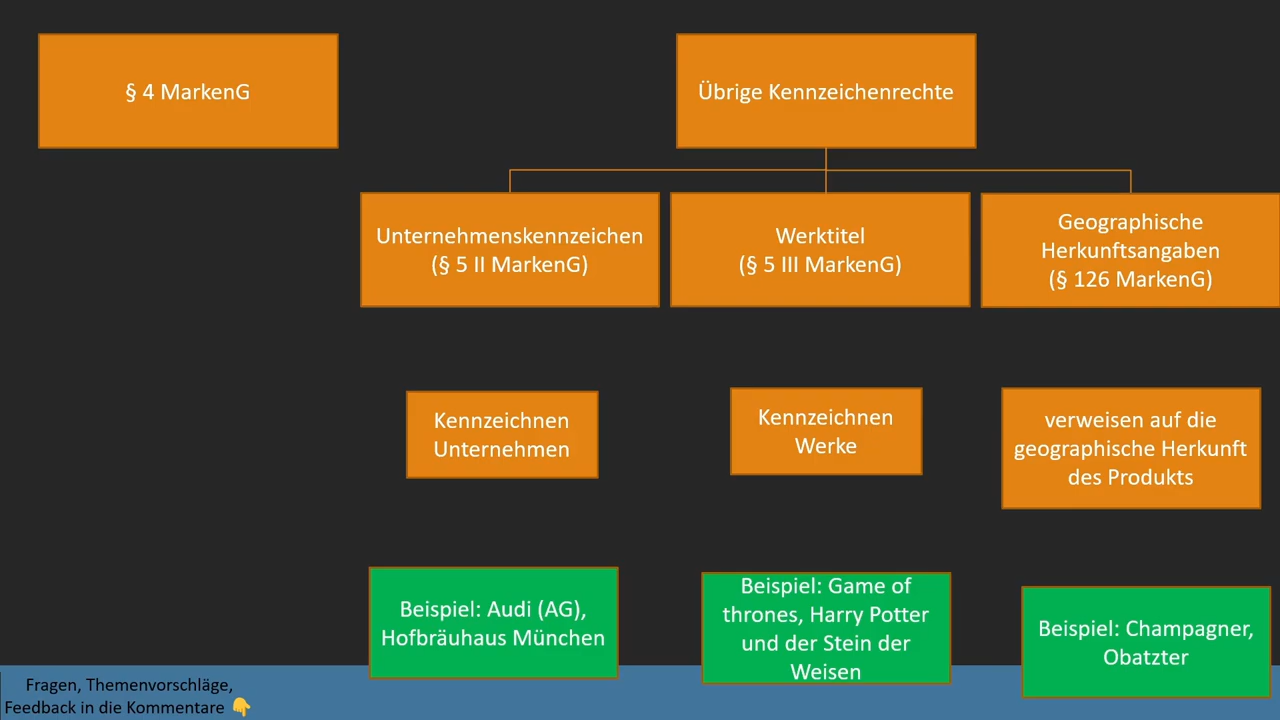 § 4 MarkenG
Übrige Kennzeichenrechte
Unternehmenskennzeichen
(§ 5 II MarkenG)
Werktitel
(§ 5 III MarkenG)
Geographische
Herkunftsangaben
(§ 126 MarkenG)
Kennzeichnen
Unternehmen
Kennzeichnen
Werke
verweisen auf die
geographische Herkunft
des Produkts
Beispiel: Audi (AG),
Hofbräuhaus München
Beispiel: Game of
thrones, Harry Potter
und der Stein der
Weisen
Beispiel: Champagner,
Obatzter
Fragen, Themenvorschläge,
Feedback in die Kommentare 👇